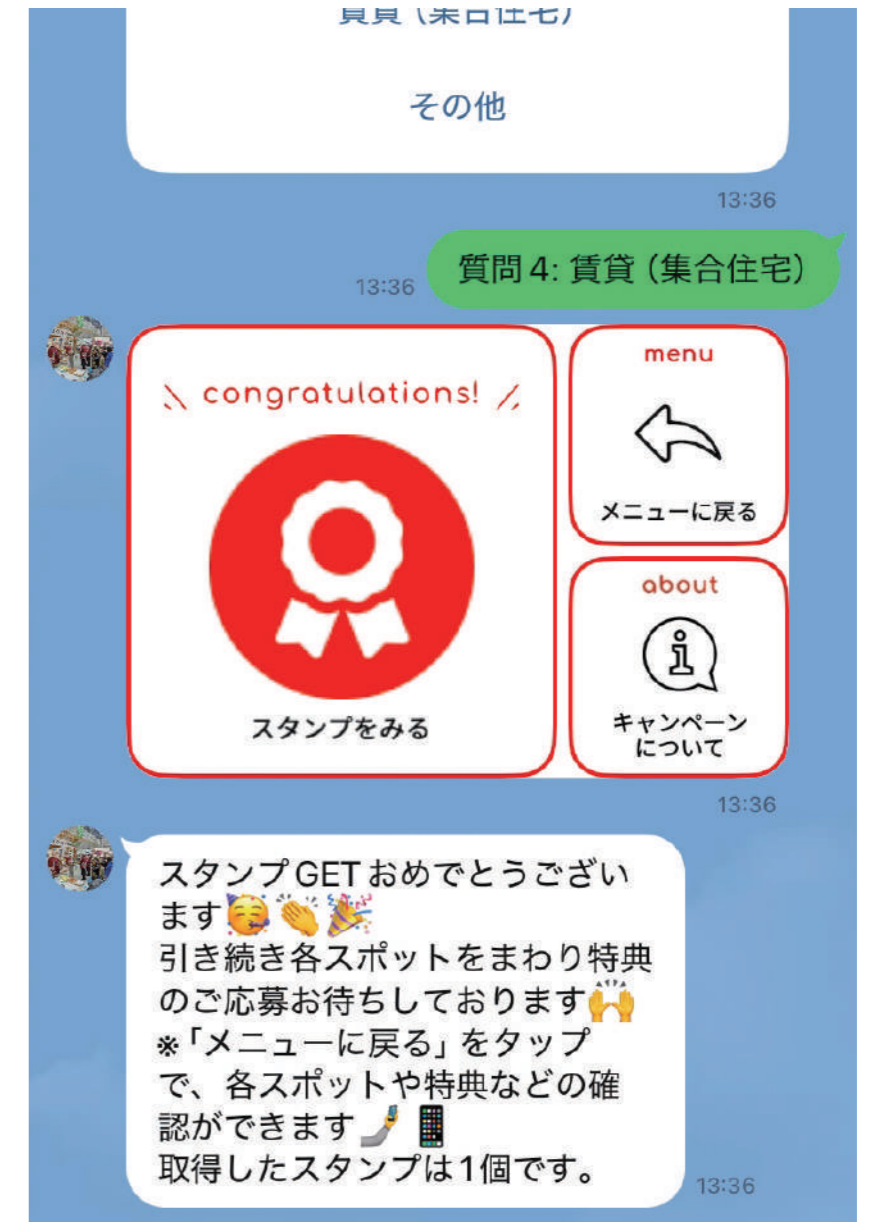 賃貸（集合住宅）
その他
13:36
質問4: 賃貸（集合住宅）
13:36
congratulations!
スタンプをみる
menu
メニューに戻る
about
キャンペーン
について
13:36
スタンプGETおめでとうござい
ます🥳👏🎉
引き続き各スポットをまわり特典
のご応募お待ちしております🙌
※「メニューに戻る」をタップ
で、各スポットや特典などの確
認ができます🤳📱
取得したスタンプは1個です。
13:36